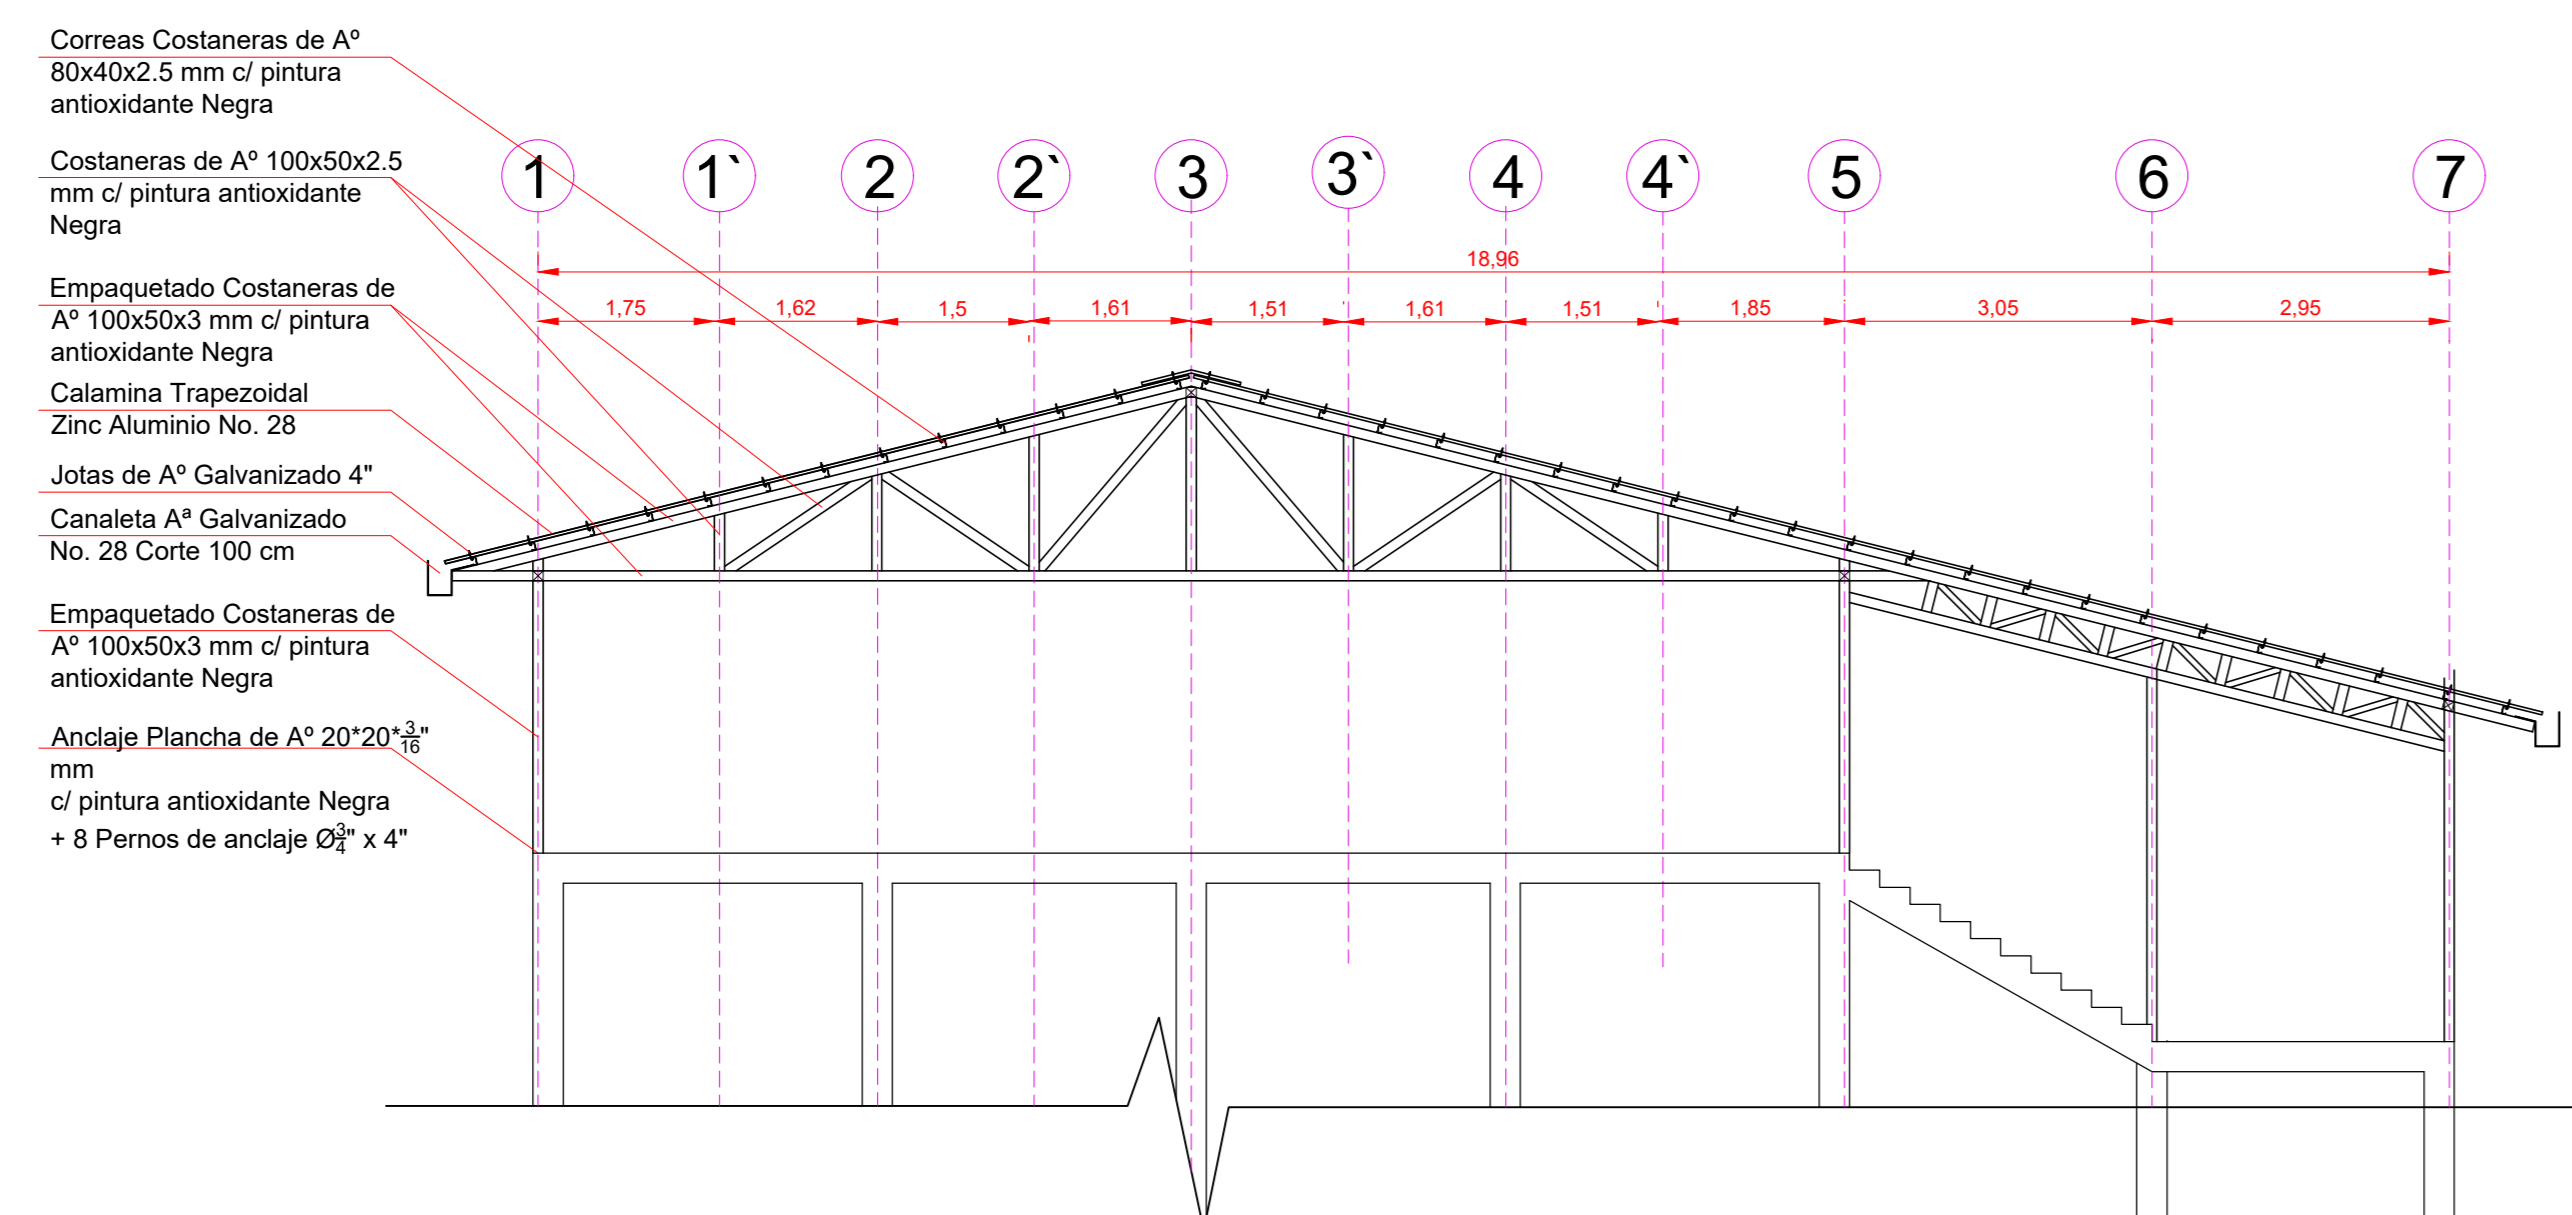 Correas Costaneras de Aº
80x40x2.5 mm c/ pintura
antioxidante Negra
Costaneras de Aº 100x50x2.5
mm c/ pintura antioxidante
Negra
Empaquetado Costaneras de
Aº 100x50x3 mm c/ pintura
antioxidante Negra
Calamina Trapezoidal
Zinc Aluminio No. 28
Jotas de Aº Galvanizado 4"
Canaleta Aª Galvanizado
No. 28 Corte 100 cm
Empaquetado Costaneras de
Aº 100x50x3 mm c/ pintura
antioxidante Negra
Anclaje Plancha de Aº 20*20*3/16"
mm
c/ pintura antioxidante Negra
+ 8 Pernos de anclaje Ø3/4" x 4"
1 1` 2 2` 3 3` 4 4` 5 6 7
18,96
1,75 1,62 1,5 1,61 1,51 1,61 1,51 1,85 3,05 2,95